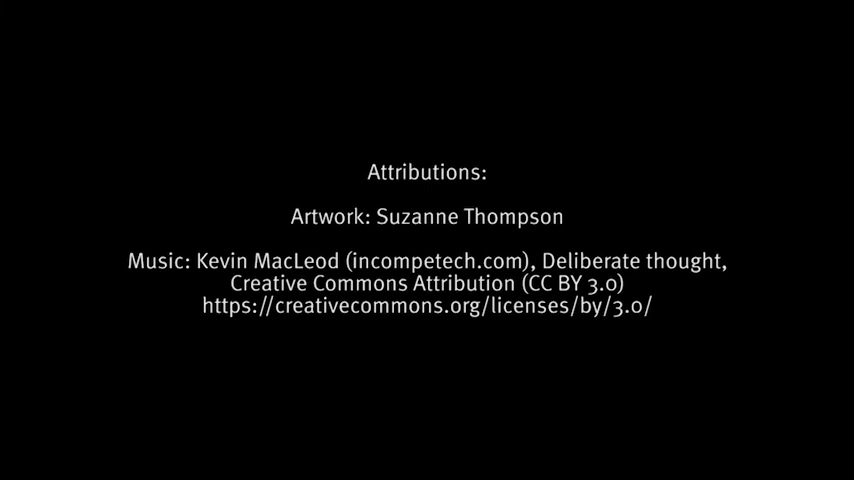 Attributions:
Artwork: Suzanne Thompson
Music: Kevin MacLeod (incompetech.com), Deliberate thought,
Creative Commons Attribution (CC BY 3.0)
https://creativecommons.org/licenses/by/3.0/